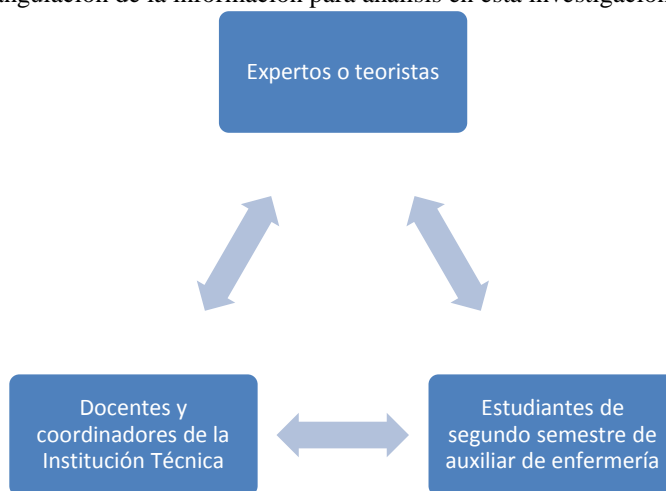 angulación de la información para análisis en esta investigación
Expertos o teoristas
Docentes y
coordinadores de la
Institución Técnica
Estudiantes de
segundo semestre de
auxiliar de enfermería